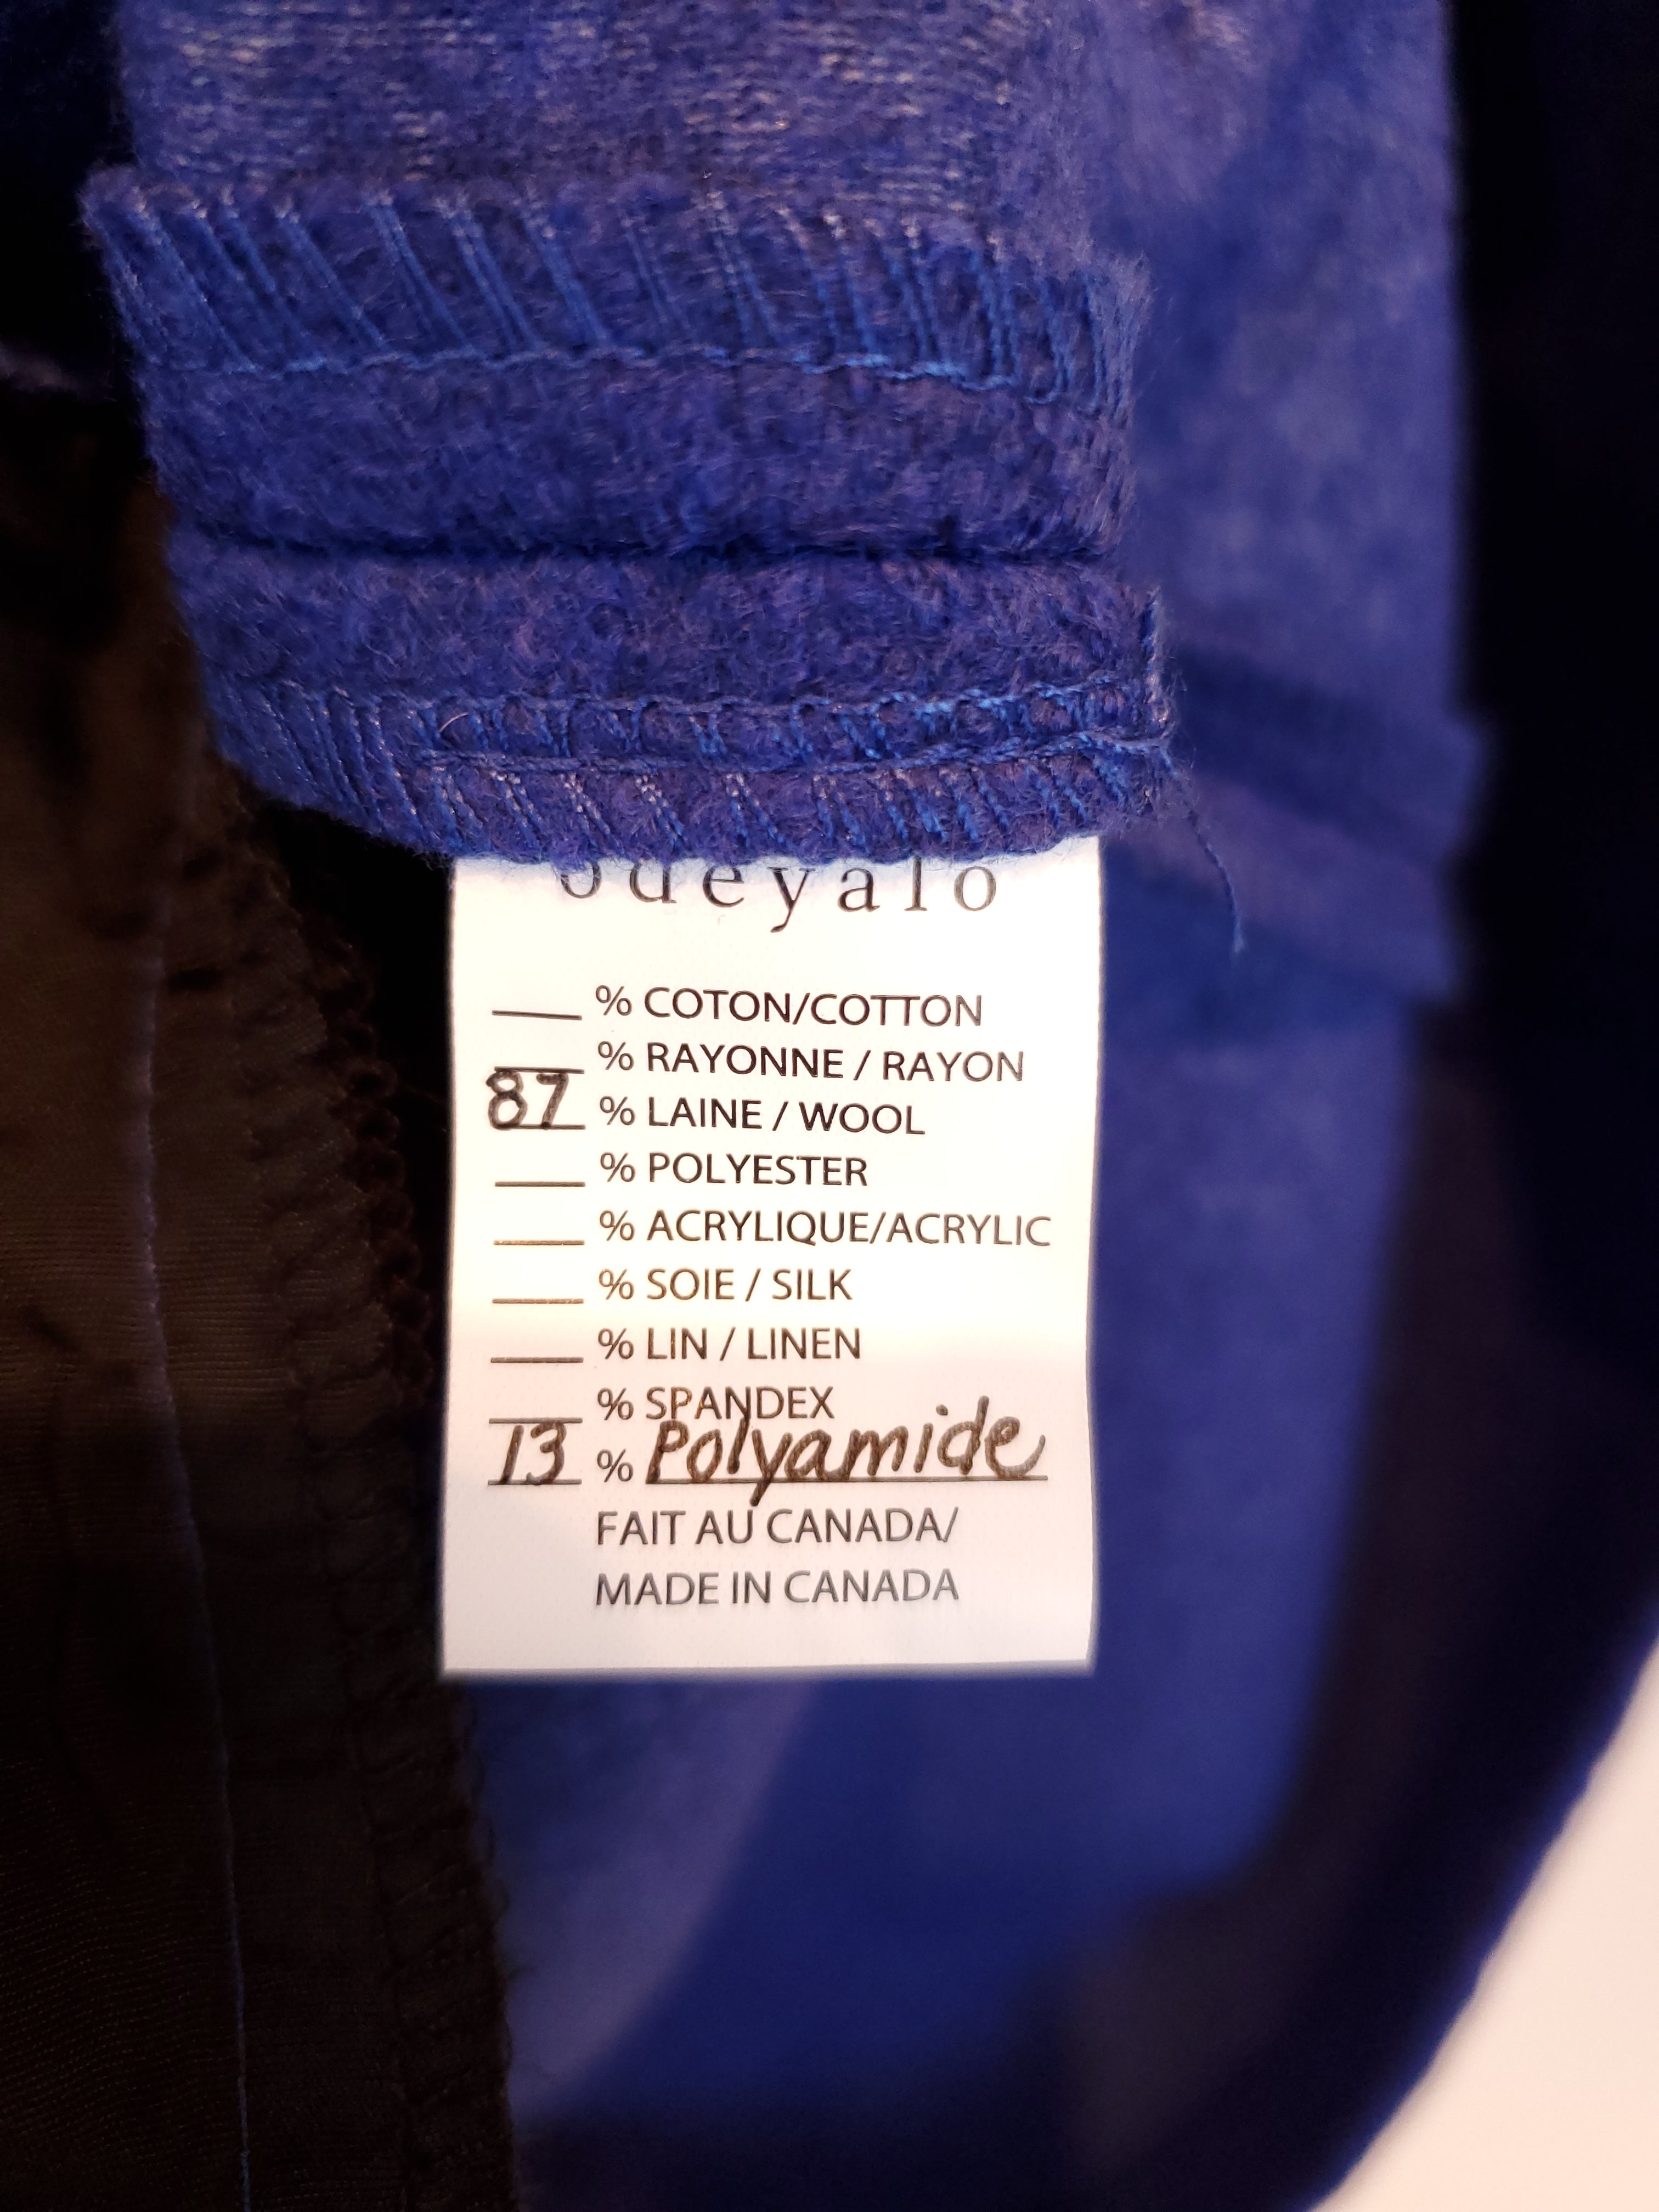 odeyalo
___ % COTON/COTTON
___ % RAYONNE / RAYON
87 % LAINE / WOOL
___ % POLYESTER
___ % ACRYLIQUE/ACRYLIC
___ % SOIE / SILK
___ % LIN / LINEN
___ % SPANDEX
13 % Polyamide
FAIT AU CANADA/
MADE IN CANADA